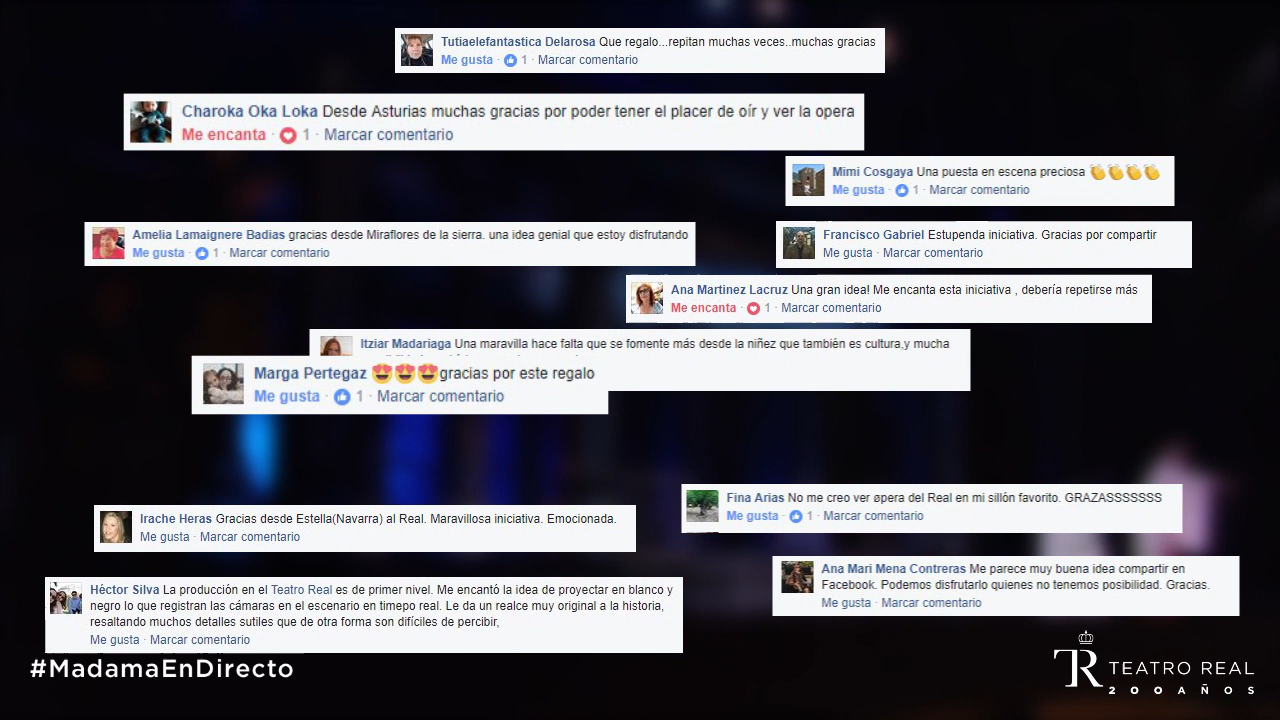 Tutiaelefantastica Delarosa Que regalo...repitan muchas veces..muchas gracias
Me gusta · 1 · Marcar comentario
Charoka Oka Loka Desde Asturias muchas gracias por poder tener el placer de oír y ver la opera
Me encanta · 1 · Marcar comentario
Mimi Cosgaya Una puesta en escena preciosa 👏👏👏👏
Me gusta · 1 · Marcar comentario
Amelia Lamaignere Badias gracias desde Miraflores de la sierra. una idea genial que estoy disfrutando
Me gusta · 1 · Marcar comentario
Francisco Gabriel Estupenda iniciativa. Gracias por compartir
Me gusta · Marcar comentario
Ana Martinez Lacruz Una gran idea! Me encanta esta iniciativa , debería repetirse más
Me encanta · 1 · Marcar comentario
Itziar Madariaga Una maravilla hace falta que se fomente más desde la niñez que también es cultura,y mucha
Marga Pertegaz 😍😍😍gracias por este regalo
Me gusta · 1 · Marcar comentario
Fina Arias No me creo ver øpera del Real en mi sillón favorito. GRAZASSSSSSS
Me gusta · 1 · Marcar comentario
Irache Heras Gracias desde Estella(Navarra) al Real. Maravillosa iniciativa. Emocionada.
Me gusta · Marcar comentario
Ana Mari Mena Contreras Me parece muy buena idea compartir en
Facebook. Podemos disfrutarlo quienes no tenemos posibilidad. Gracias.
Me gusta · Marcar comentario
Héctor Silva La producción en el Teatro Real es de primer nivel. Me encantó la idea de proyectar en blanco y
negro lo que registran las cámaras en el escenario en timepo real. Le da un realce muy original a la historia,
resaltando muchos detalles sutiles que de otra forma son difíciles de percibir,
Me gusta · Marcar comentario
#MadamaEnDirecto
TR TEATRO REAL
200 AÑOS